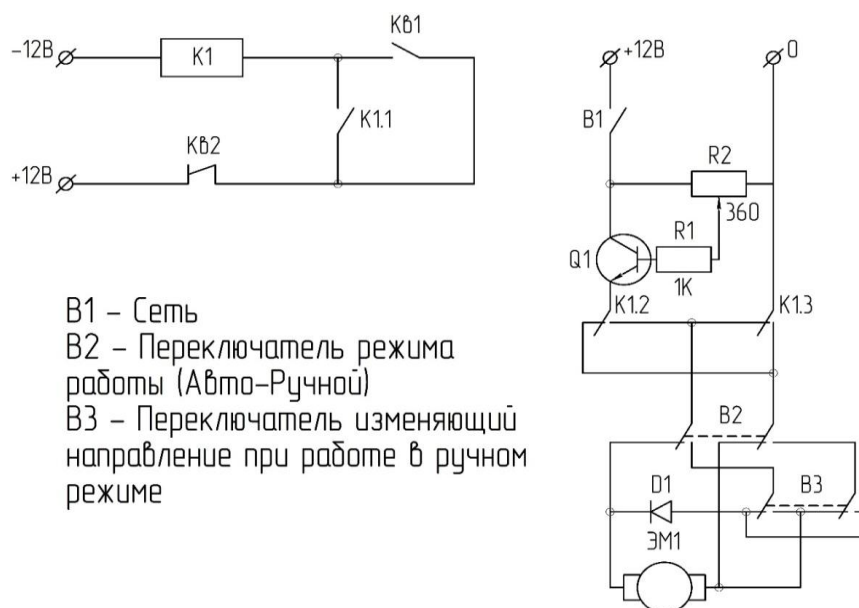 -12В
К1
Кв1
К1.1
Кв2
+12В
+12В
0
В1
R2
360
R1
Q1
1К
К1.2
К1.3
В2
D1
В3
ЭМ1
В1 – Сеть
В2 – Переключатель режима
работы (Авто-Ручной)
В3 – Переключатель изменяющий
направление при работе в ручном
режиме